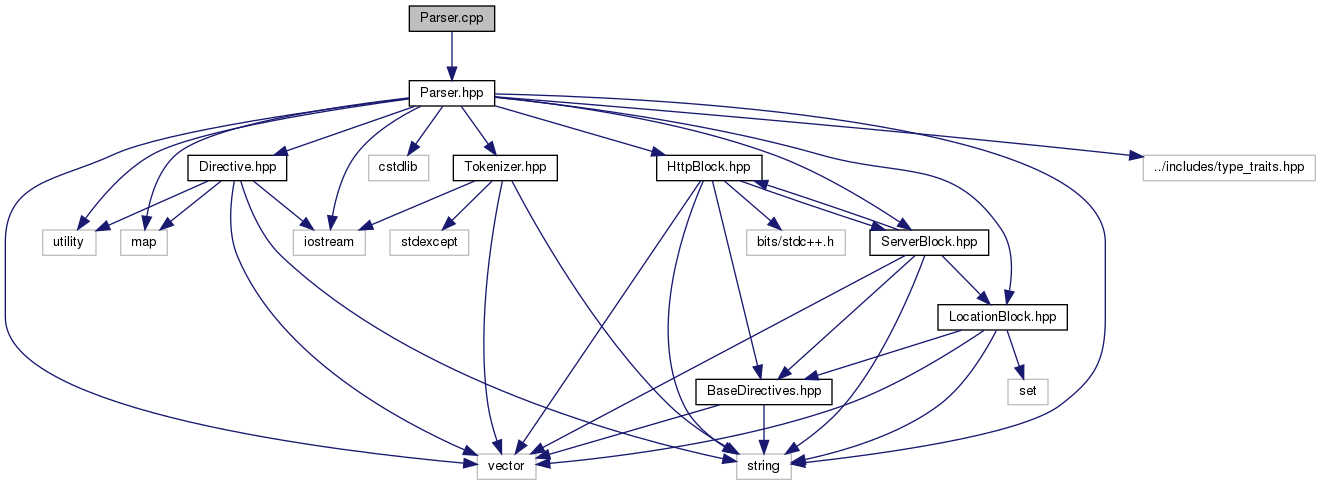 Parser.cpp
Parser.hpp
Directive.hpp
cstdlib
Tokenizer.hpp
HttpBlock.hpp
../includes/type_traits.hpp
utility
map
iostream
stdexcept
bits/stdc++.h
ServerBlock.hpp
LocationBlock.hpp
BaseDirectives.hpp
set
vector
string